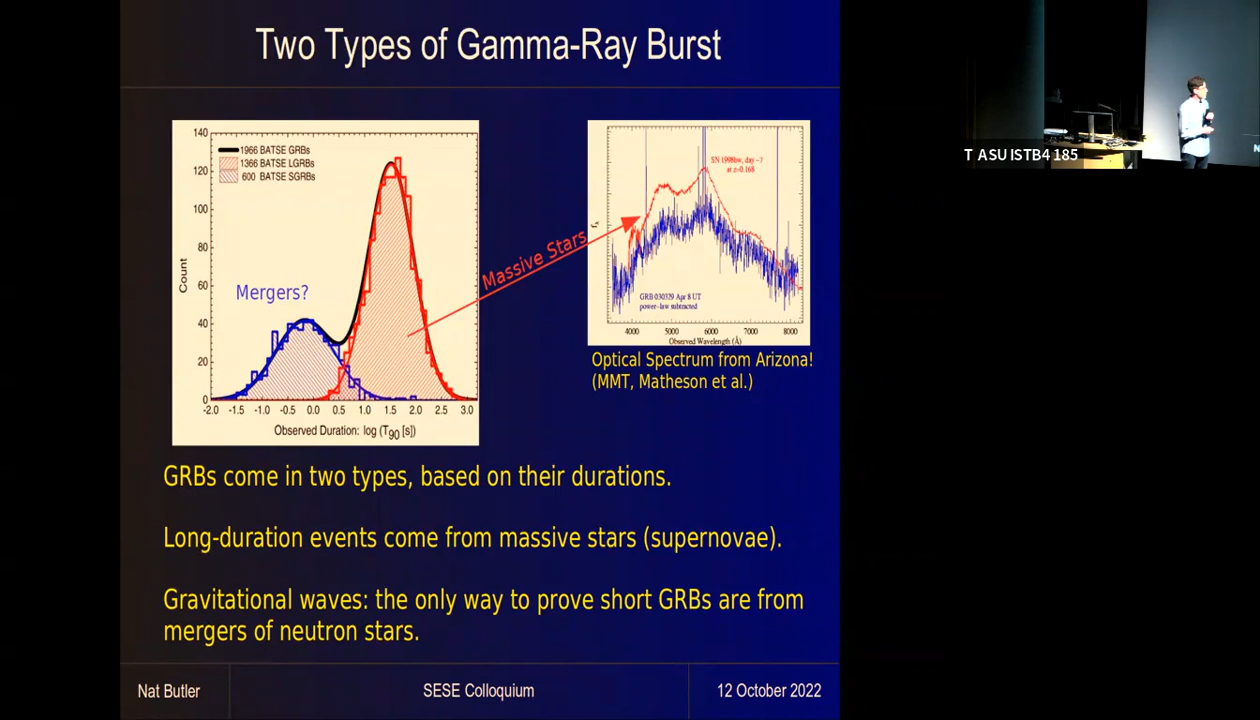 Two Types of Gamma-Ray Burst
140
120
100
80
60
40
20
0
Count
1966 BATSE GRBs
1366 BATSE LGRBs
600 BATSE SGRBs
Mergers?
-2.0 -1.5 -1.0 -0.5 0.0 0.5 1.0 1.5 2.0 2.5 3.0
Observed Duration: log (T90 [s])
Massive Stars
SN 1998bw, day -7
at z=0.168
GRB 030329 Apr 8 UT
power-law subtracted
4000 5000 6000 7000 8000
Observed Wavelength (Å)
Optical Spectrum from Arizona!
(MMT, Matheson et al.)
GRBs come in two types, based on their durations.
Long-duration events come from massive stars (supernovae).
Gravitational waves: the only way to prove short GRBs are from
mergers of neutron stars.
Nat Butler
SESE Colloquium
12 October 2022
T ASU ISTB4 185